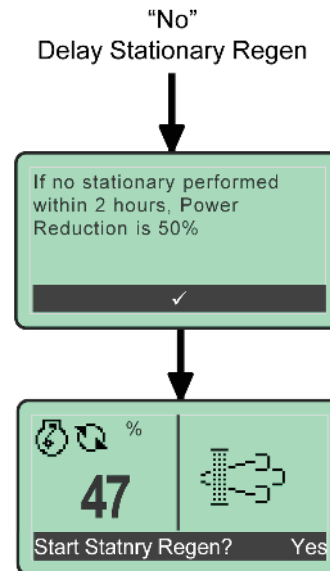 “No”
Delay Stationary Regen
If no stationary performed
within 2 hours, Power
Reduction is 50%
✓
%
47
Start Statnry Regen? Yes